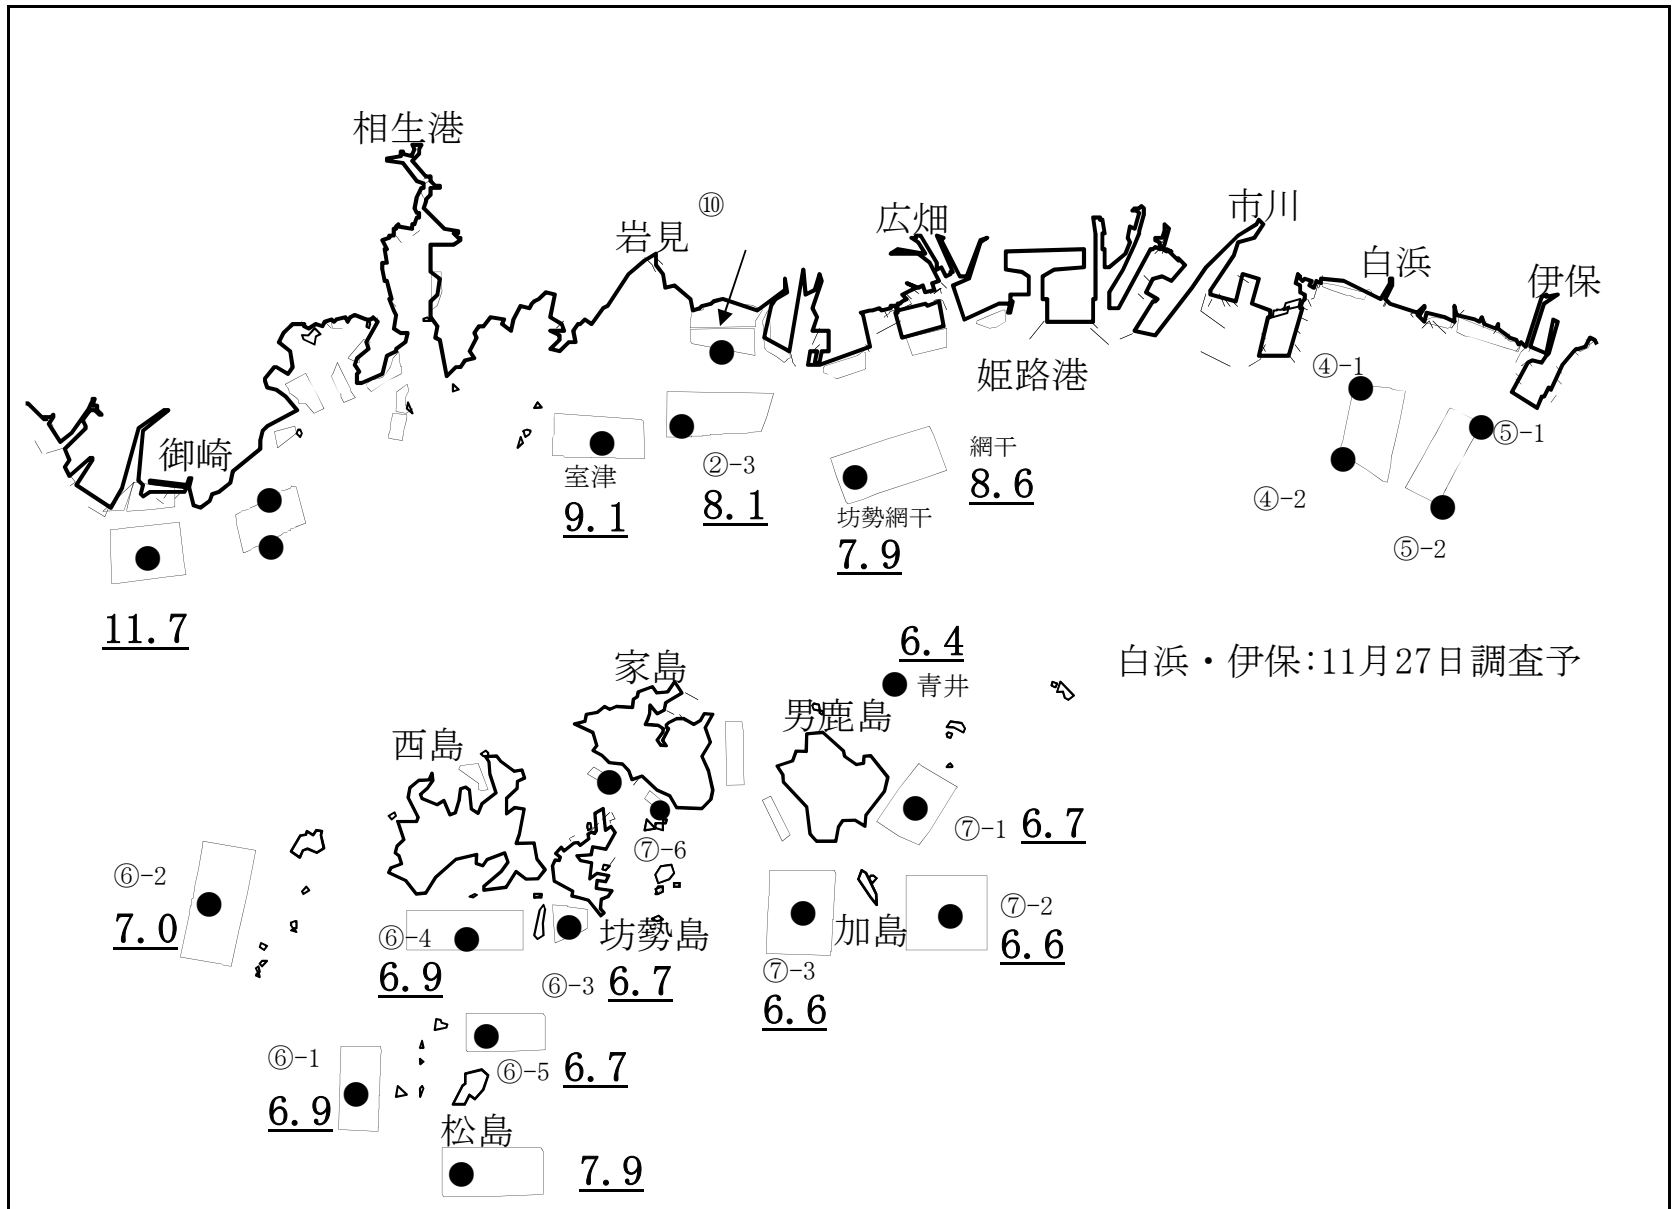 相生港
⑩
岩見
広畑
市川
白浜
伊保
姫路港
④-1
御崎
網干
8.6
⑤-1
室津
9.1
②-3
8.1
坊勢網干
7.9
④-2
⑤-2
11.7
6.4
青井
家島
白浜・伊保:11月27日調査予
男鹿島
西島
⑦-1 6.7
⑦-6
⑥-2
7.0
⑦-2
6.6
加島
坊勢島
⑥-4
6.9
⑥-3 6.7
⑦-3
6.6
⑥-1
6.9
⑥-5 6.7
松島
7.9